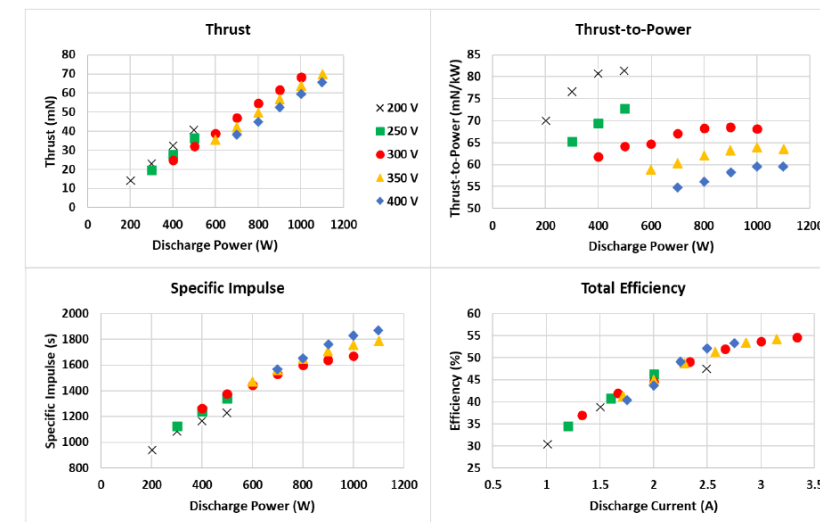 Thrust
Thrust (mN)
80
70
60
50
40
30
20
10
0
0 200 400 600 800 1000 1200
Discharge Power (W)
200 V
250 V
300 V
350 V
400 V
Thrust-to-Power
Thrust-to-Power (mN/kW)
85
80
75
70
65
60
55
50
0 200 400 600 800 1000 1200
Discharge Power (W)
Specific Impulse
Specific Impulse (s)
2000
1800
1600
1400
1200
1000
800
0 200 400 600 800 1000 1200
Discharge Power (W)
Total Efficiency
Efficiency (%)
60
55
50
45
40
35
30
25
0.5 1 1.5 2 2.5 3 3.5
Discharge Current (A)